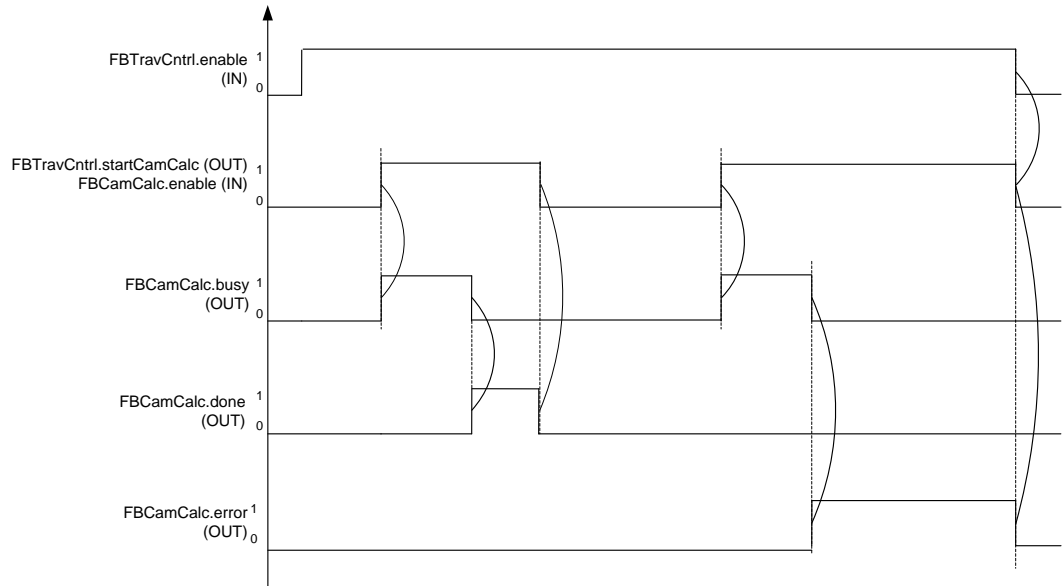 FBTravCntrl.enable
(IN)
1
0
FBTravCntrl.startCamCalc (OUT)
FBCamCalc.enable (IN)
1
0
FBCamCalc.busy
(OUT)
1
0
FBCamCalc.done
(OUT)
1
0
FBCamCalc.error
(OUT)
1
0